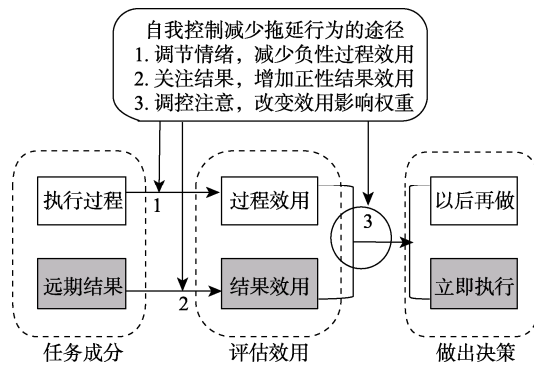 自我控制减少拖延行为的途径
1. 调节情绪，减少负性过程效用
2. 关注结果，增加正性结果效用
3. 调控注意，改变效用影响权重
执行过程
1
过程效用
3
以后再做
远期结果
2
结果效用
立即执行
任务成分
评估效用
做出决策